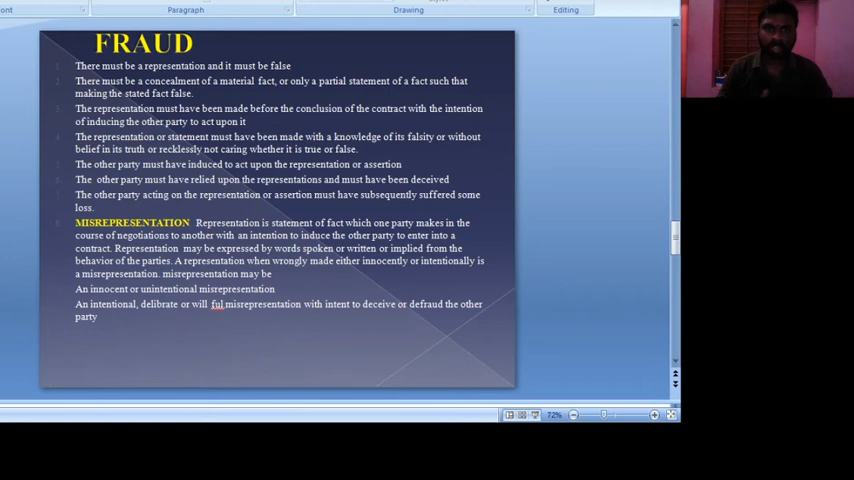 Paragraph
Drawing
Editing
FRAUD
1 There must be a representation and it must be false
2 There must be a concealment of a material fact, or only a partial statement of a fact such that
making the stated fact false.
3 The representation must have been made before the conclusion of the contract with the intention
of inducing the other party to act upon it
4 The representation or statement must have been made with a knowledge of its falsity or without
belief in its truth or recklessly not caring whether it is true or false.
5 The other party must have induced to act upon the representation or assertion
6 The other party must have relied upon the representations and must have been deceived
7 The other party acting on the representation or assertion must have subsequently suffered some
loss.
8 MISREPRESENTATION Representation is statement of fact which one party makes in the
course of negotiations to another with an intention to induce the other party to enter into a
contract. Representation may be expressed by words spoken or written or implied from the
behavior of the parties. A representation when wrongly made either innocently or intentionally is
a misrepresentation. misrepresentation may be
An innocent or unintentional misrepresentation
An intentional, delibrate or will ful misrepresentation with intent to deceive or defraud the other
party
72%